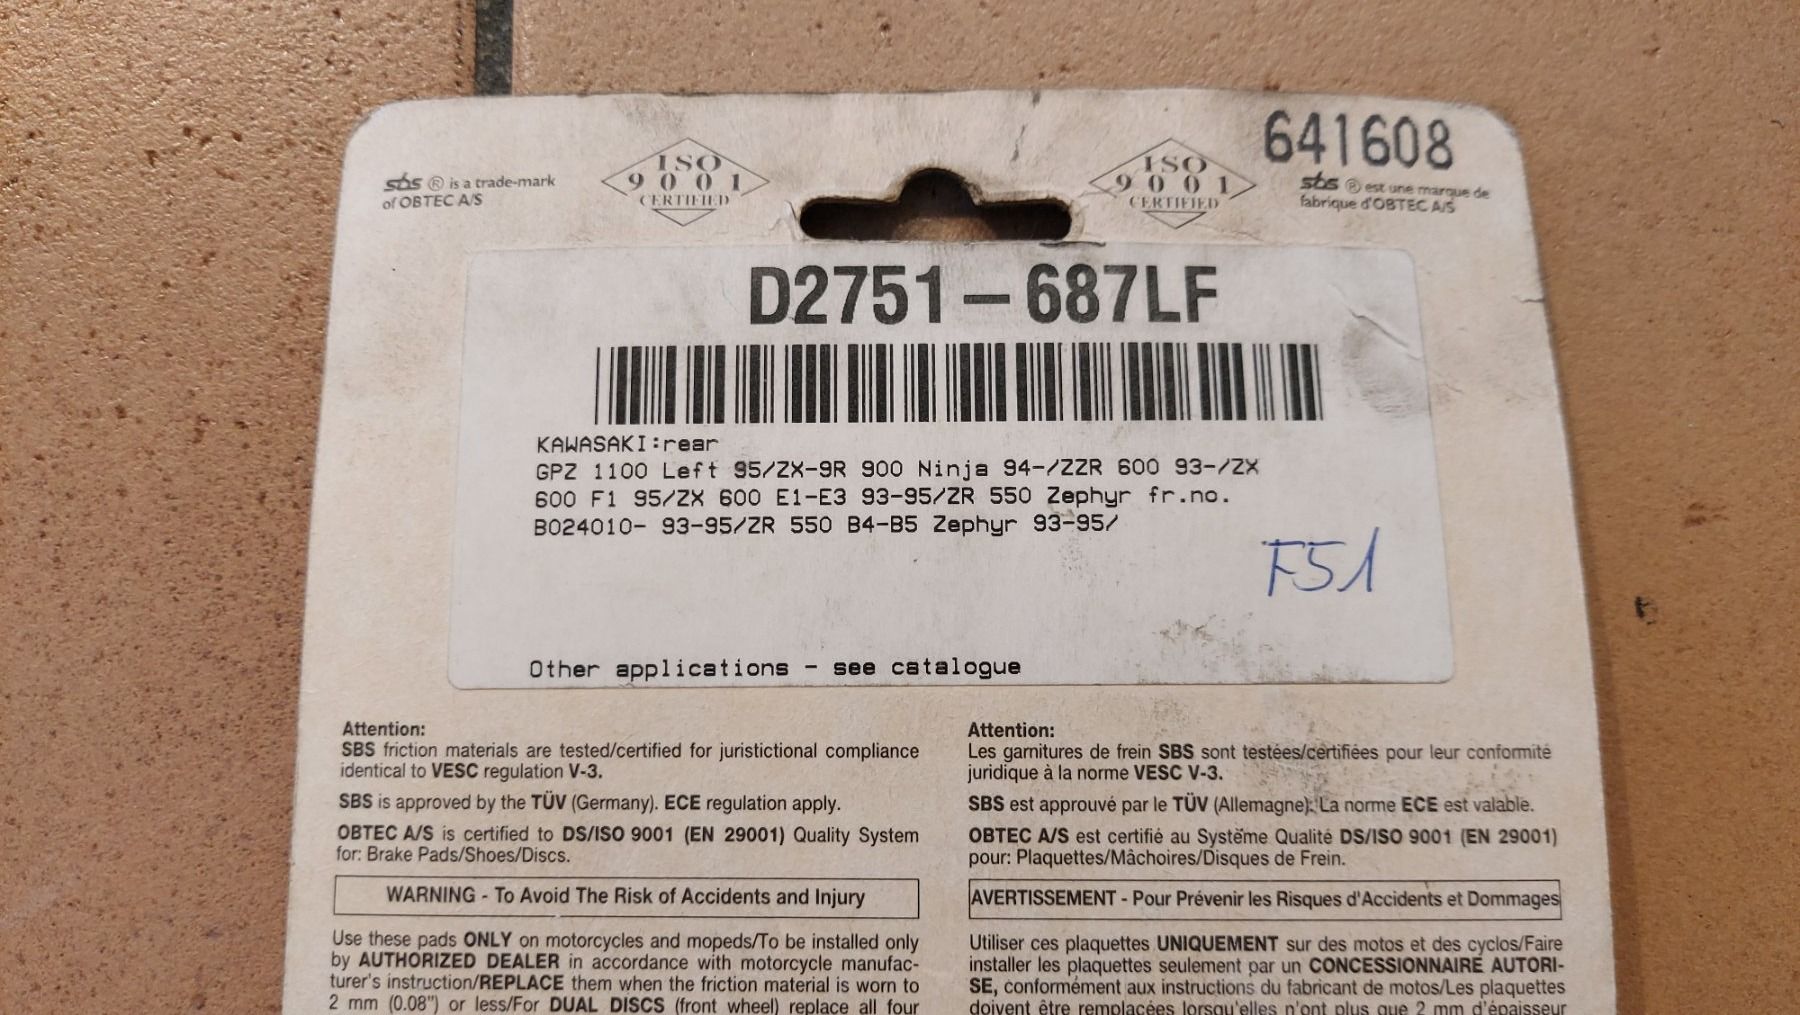 641608
sbs ® is a trade-mark
of OBTEC A/S
ISO
9001
CERTIFIED
ISO
9001
CERTIFIED
sbs ® est une marque de
fabrique d'OBTEC A/S
D2751-687LF
KAWASAKI:rear
GPZ 1100 Left 95/ZX-9R 900 Ninja 94-/ZZR 600 93-/ZX
600 F1 95/ZX 600 E1-E3 93-95/ZR 550 Zephyr fr.no.
B024010- 93-95/ZR 550 B4-B5 Zephyr 93-95/
F51
Other applications - see catalogue
Attention:
SBS friction materials are tested/certified for juristictional compliance
identical to VESC regulation V-3.
SBS is approved by the TÜV (Germany). ECE regulation apply.
OBTEC A/S is certified to DS/ISO 9001 (EN 29001) Quality System
for: Brake Pads/Shoes/Discs.
WARNING - To Avoid The Risk of Accidents and Injury
Use these pads ONLY on motorcycles and mopeds/To be installed only
by AUTHORIZED DEALER in accordance with motorcycle manufac-
turer's instruction/REPLACE them when the friction material is worn to
2 mm (0.08") or less/For DUAL DISCS (front wheel) replace all four
Attention:
Les garnitures de frein SBS sont testées/certifiées pour leur conformité
juridique à la norme VESC V-3.
SBS est approuvé par le TÜV (Allemagne). La norme ECE est valable.
OBTEC A/S est certifié au Système Qualité DS/ISO 9001 (EN 29001)
pour: Plaquettes/Mâchoires/Disques de Frein.
AVERTISSEMENT - Pour Prévenir les Risques d'Accidents et Dommages
Utiliser ces plaquettes UNIQUEMENT sur des motos et des cyclos/Faire
installer les plaquettes seulement par un CONCESSIONNAIRE AUTORI-
SE, conformément aux instructions du fabricant de motos/Les plaquettes
doivent être remplacées lorsqu'elles n'ont plus que 2 mm d'épaisseur